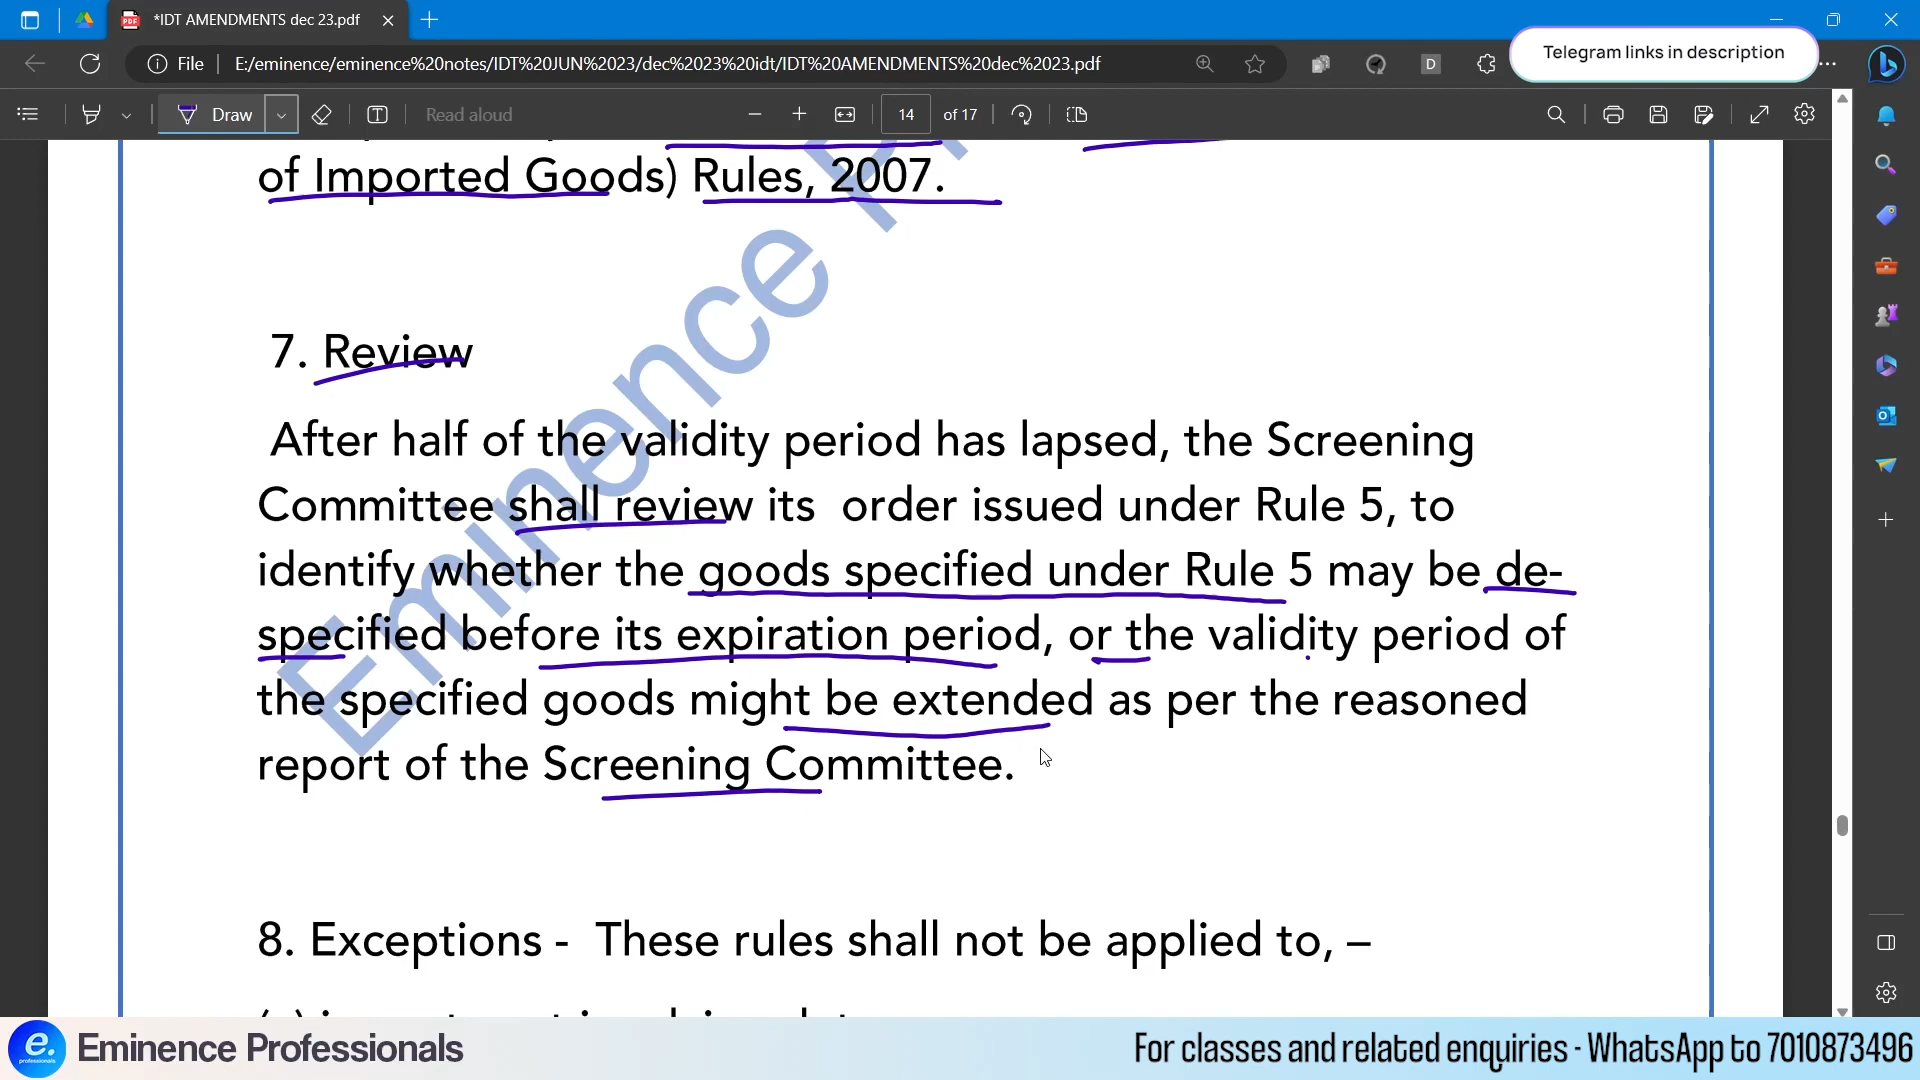 *IDT AMENDMENTS dec 23.pdf
File
E:/eminence/eminence%20notes/IDT%20JUN%2023/dec%2023%20idt/IDT%20AMENDMENTS%20dec%2023.pdf
Telegram links in description
Draw
Read aloud
14
of 17
of Imported Goods) Rules, 2007.
7. Review
After half of the validity period has lapsed, the Screening
Committee shall review its order issued under Rule 5, to
identify whether the goods specified under Rule 5 may be de-
specified before its expiration period, or the validity period of
the specified goods might be extended as per the reasoned
report of the Screening Committee.
8. Exceptions - These rules shall not be applied to, –
Eminence
e.
professionals
Eminence Professionals
For classes and related enquiries - WhatsApp to 7010873496